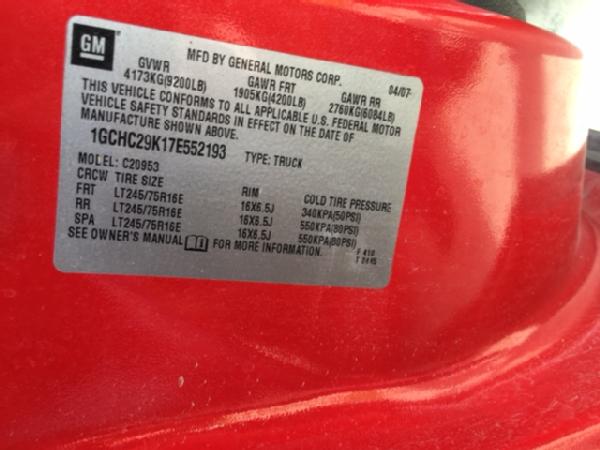 GM
MFD BY GENERAL MOTORS CORP. 04/07
GVWR GAWR FRT GAWR RR
4173KG(9200LB) 1905KG(4200LB) 2760KG(6084LB)
THIS VEHICLE CONFORMS TO ALL APPLICABLE U.S. FEDERAL MOTOR
VEHICLE SAFETY STANDARDS IN EFFECT ON THE DATE OF
MANUFACTURE SHOWN ABOVE.
1GCHC29K17E552193 TYPE: TRUCK
MODEL: C20953
CRCW TIRE SIZE RIM COLD TIRE PRESSURE
FRT LT245/75R16E 16X6.5J 340KPA(50PSI)
RR LT245/75R16E 16X6.5J 550KPA(80PSI)
SPA LT245/75R16E 16X6.5J 550KPA(80PSI)
SEE OWNER'S MANUAL FOR MORE INFORMATION.